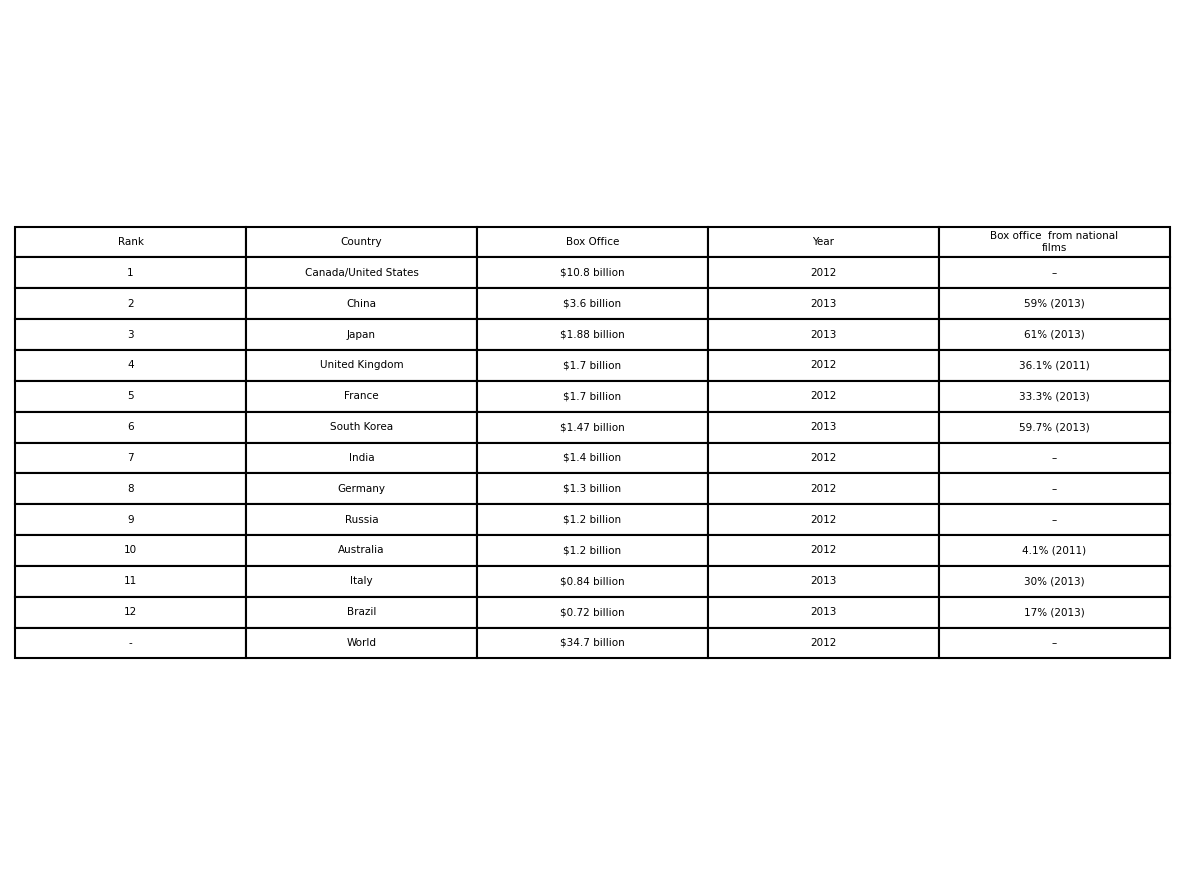 Rank Country Box Office Year Box office  from national
films
1 Canada/United States $10.8 billion 2012 –
2 China $3.6 billion 2013 59% (2013)
3 Japan $1.88 billion 2013 61% (2013)
4 United Kingdom $1.7 billion 2012 36.1% (2011)
5 France $1.7 billion 2012 33.3% (2013)
6 South Korea $1.47 billion 2013 59.7% (2013)
7 India $1.4 billion 2012 –
8 Germany $1.3 billion 2012 –
9 Russia $1.2 billion 2012 –
10 Australia $1.2 billion 2012 4.1% (2011)
11 Italy $0.84 billion 2013 30% (2013)
12 Brazil $0.72 billion 2013 17% (2013)
- World $34.7 billion 2012 –